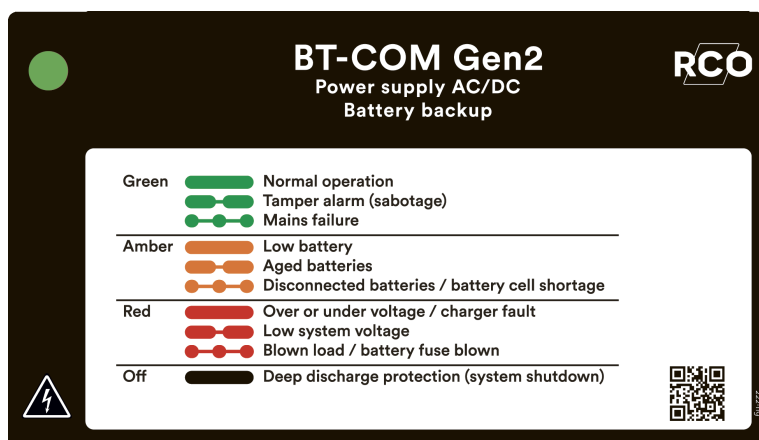 BT-COM Gen2
Power supply AC/DC
Battery backup
RCO
Green Normal operation
Tamper alarm (sabotage)
Mains failure
Amber Low battery
Aged batteries
Disconnected batteries / battery cell shortage
Red Over or under voltage / charger fault
Low system voltage
Blown load / battery fuse blown
Off Deep discharge protection (system shutdown)